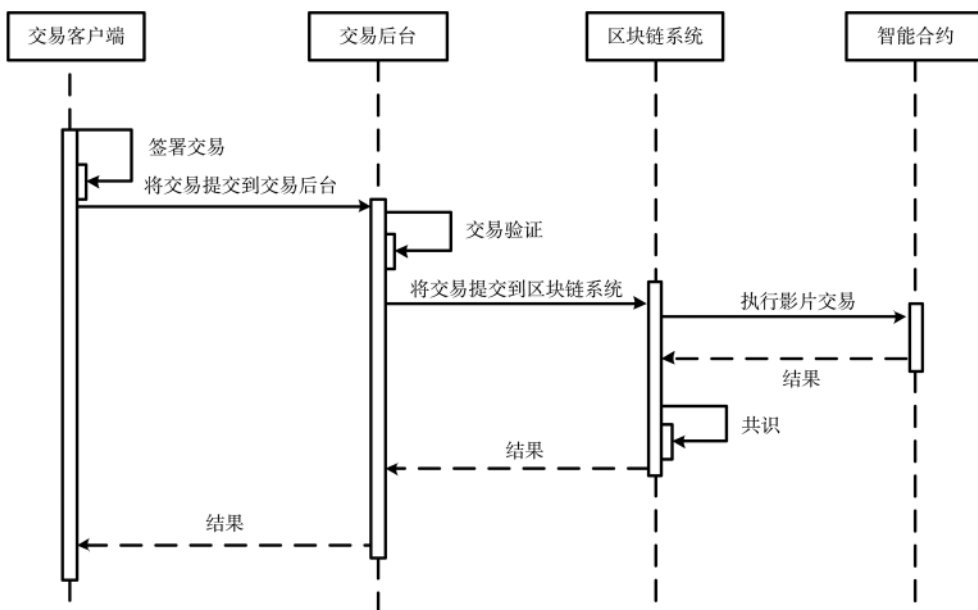 交易客户端
交易后台
区块链系统
智能合约
签署交易
将交易提交到交易后台
交易验证
将交易提交到区块链系统
执行影片交易
结果
共识
结果
结果